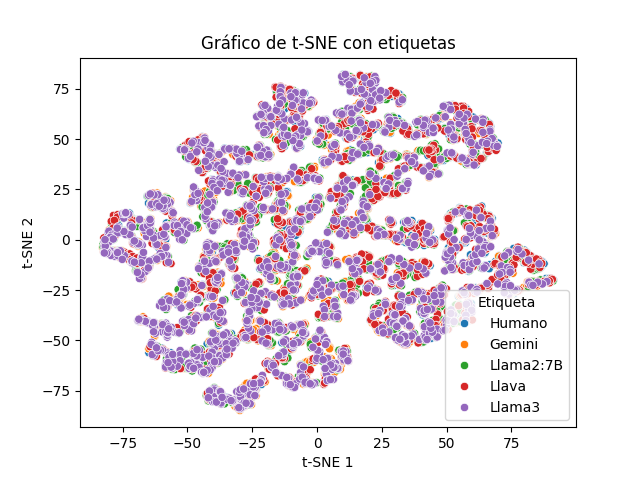 Gráfico de t-SNE con etiquetas
t-SNE 2
75
50
25
0
−25
−50
−75
−75
−50
−25
0
25
50
75
t-SNE 1
Etiqueta
Humano
Gemini
Llama2:7B
Llava
Llama3